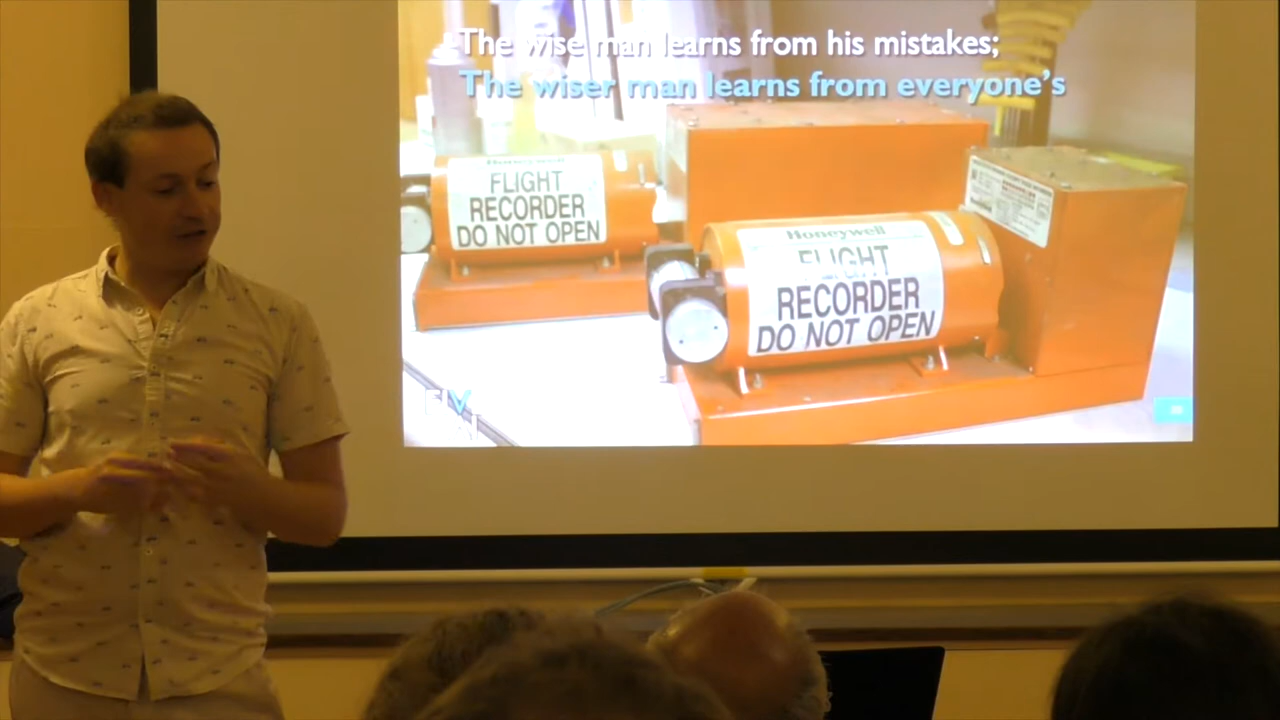 The wise man learns from his mistakes;
The wiser man learns from everyone's
Honeywell
FLIGHT
RECORDER
DO NOT OPEN
Honeywell
FLIGHT
RECORDER
DO NOT OPEN